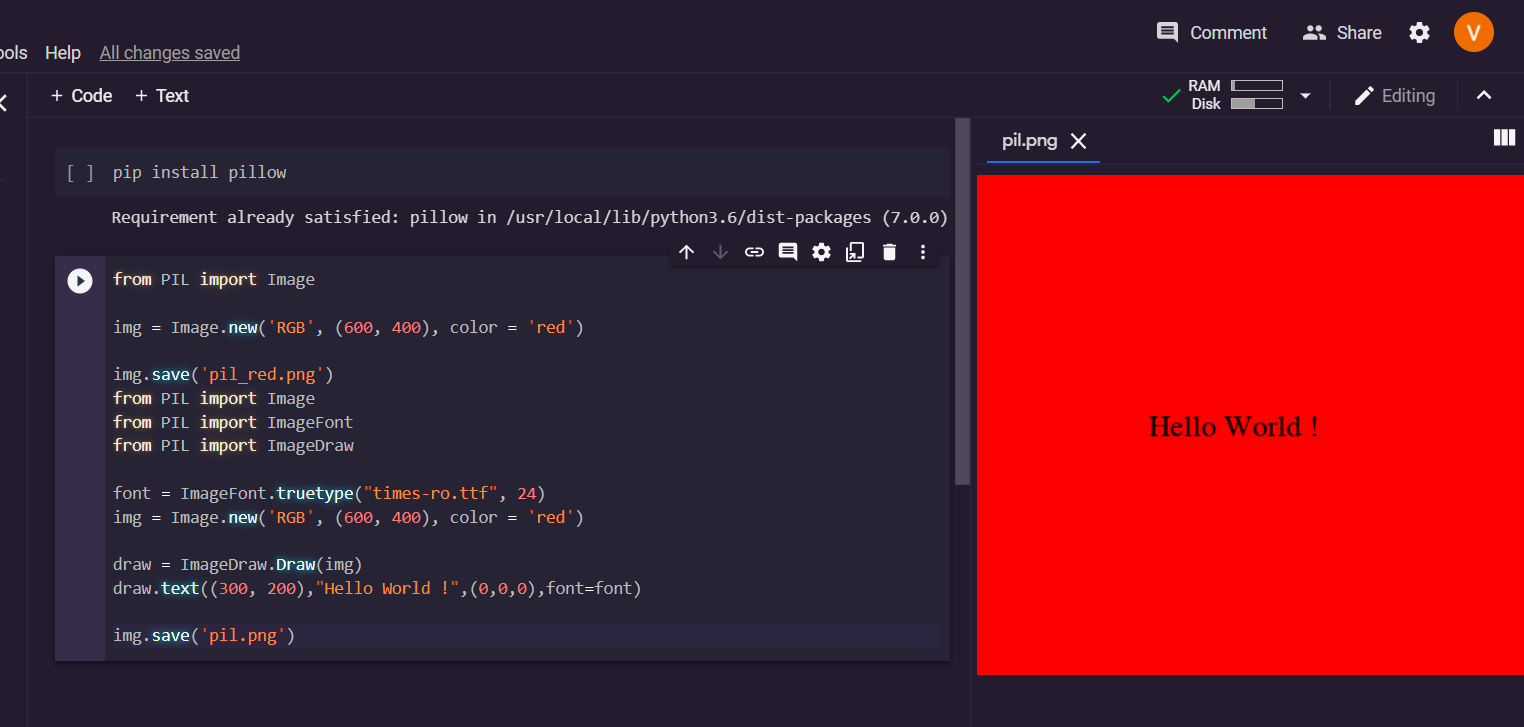 ools Help All changes saved
Comment Share V
+ Code + Text
RAM
Disk
Editing
[ ] pip install pillow
Requirement already satisfied: pillow in /usr/local/lib/python3.6/dist-packages (7.0.0)
from PIL import Image
img = Image.new('RGB', (600, 400), color = 'red')
img.save('pil_red.png')
from PIL import Image
from PIL import ImageFont
from PIL import ImageDraw
font = ImageFont.truetype("times-ro.ttf", 24)
img = Image.new('RGB', (600, 400), color = 'red')
draw = ImageDraw.Draw(img)
draw.text((300, 200),"Hello World !",(0,0,0),font=font)
img.save('pil.png')
pil.png
Hello World !